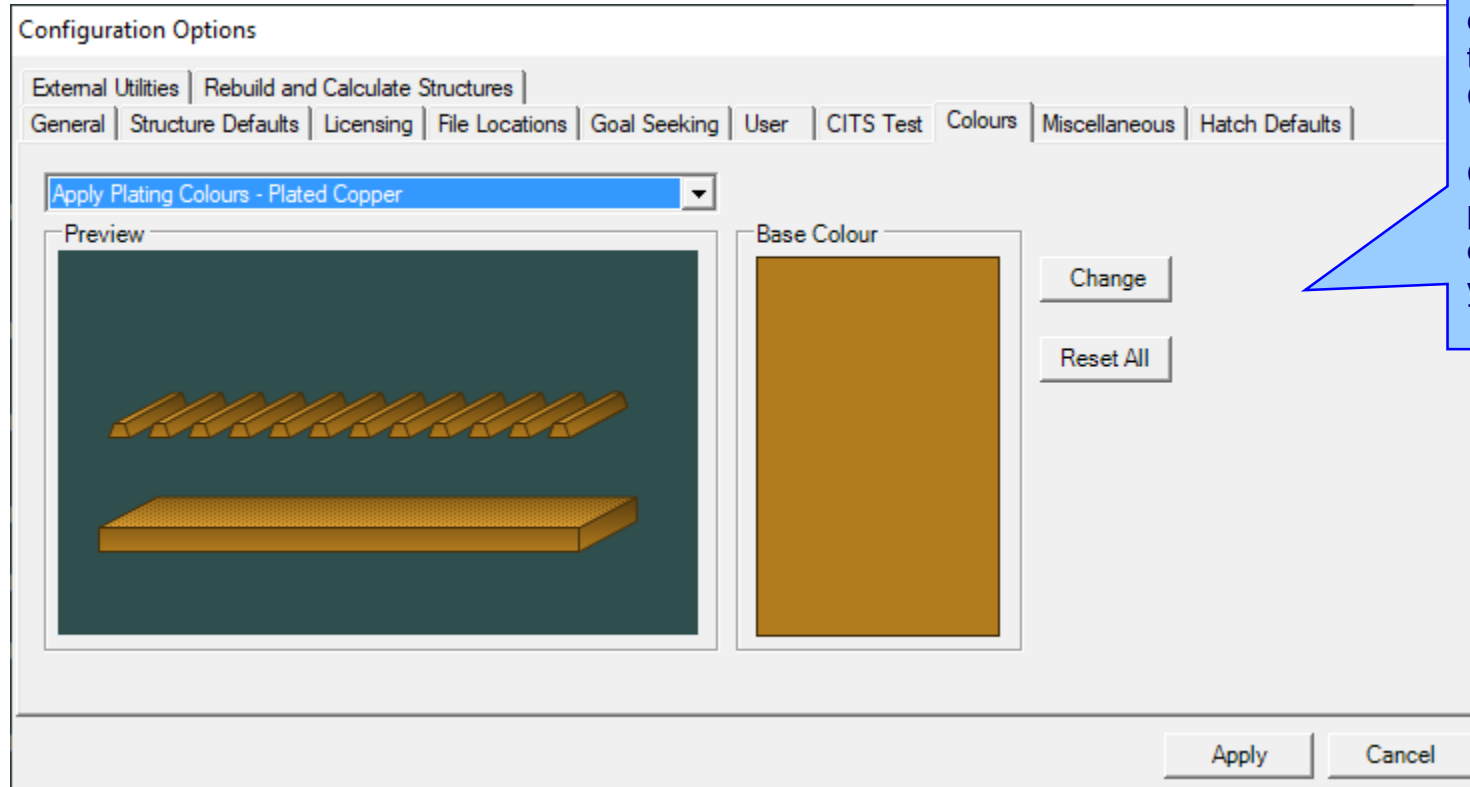 Configuration Options
External Utilities Rebuild and Calculate Structures
General Structure Defaults Licensing File Locations Goal Seeking User CITS Test Colours Miscellaneous Hatch Defaults
Apply Plating Colours - Plated Copper
Preview
Base Colour
Change
Reset All
Apply Cancel